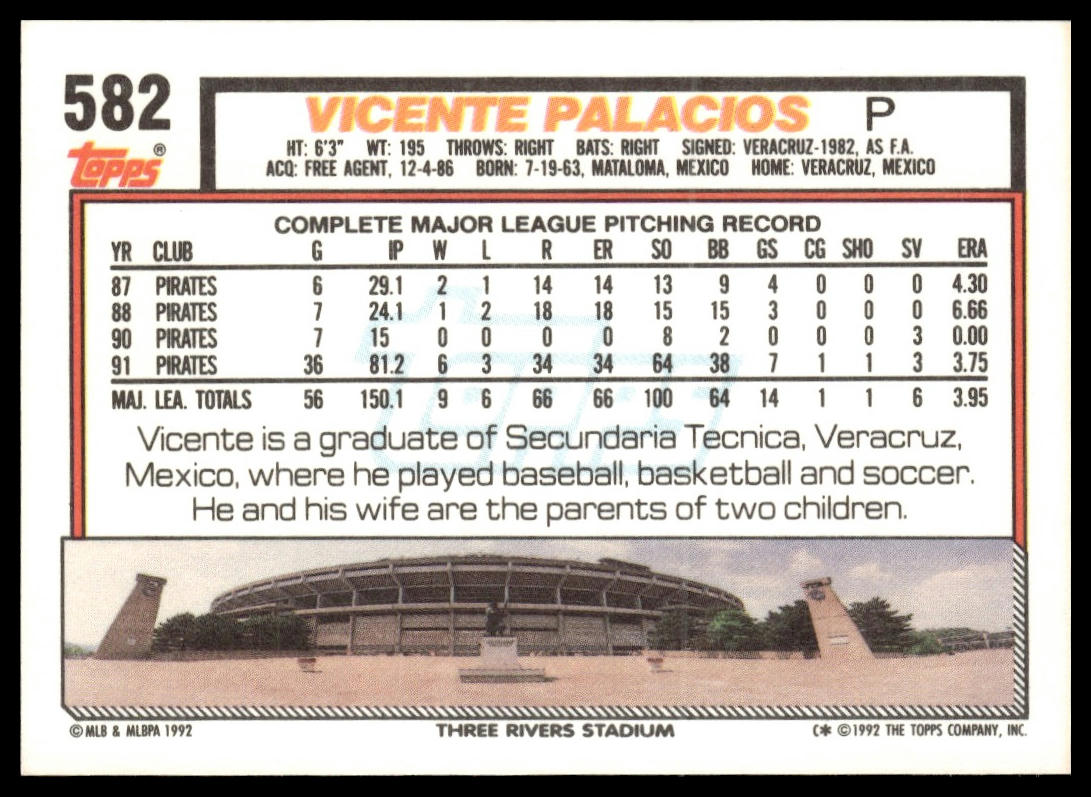 582
VICENTE PALACIOS P
topps®
HT: 6'3" WT: 195 THROWS: RIGHT BATS: RIGHT SIGNED: VERACRUZ-1982, AS F.A.
ACQ: FREE AGENT, 12-4-86 BORN: 7-19-63, MATALOMA, MEXICO HOME: VERACRUZ, MEXICO
COMPLETE MAJOR LEAGUE PITCHING RECORD
YR CLUB G IP W L R ER SO BB GS CG SHO SV ERA
87 PIRATES 6 29.1 2 1 14 14 13 9 4 0 0 0 4.30
88 PIRATES 7 24.1 1 2 18 18 15 15 3 0 0 0 6.66
90 PIRATES 7 15 0 0 0 0 8 2 0 0 0 3 0.00
91 PIRATES 36 81.2 6 3 34 34 64 38 7 1 1 3 3.75
MAJ. LEA. TOTALS 56 150.1 9 6 66 66 100 64 14 1 1 6 3.95
topps
Vicente is a graduate of Secundaria Tecnica, Veracruz,
Mexico, where he played baseball, basketball and soccer.
He and his wife are the parents of two children.
© MLB & MLBPA 1992 THREE RIVERS STADIUM C* © 1992 THE TOPPS COMPANY, INC.